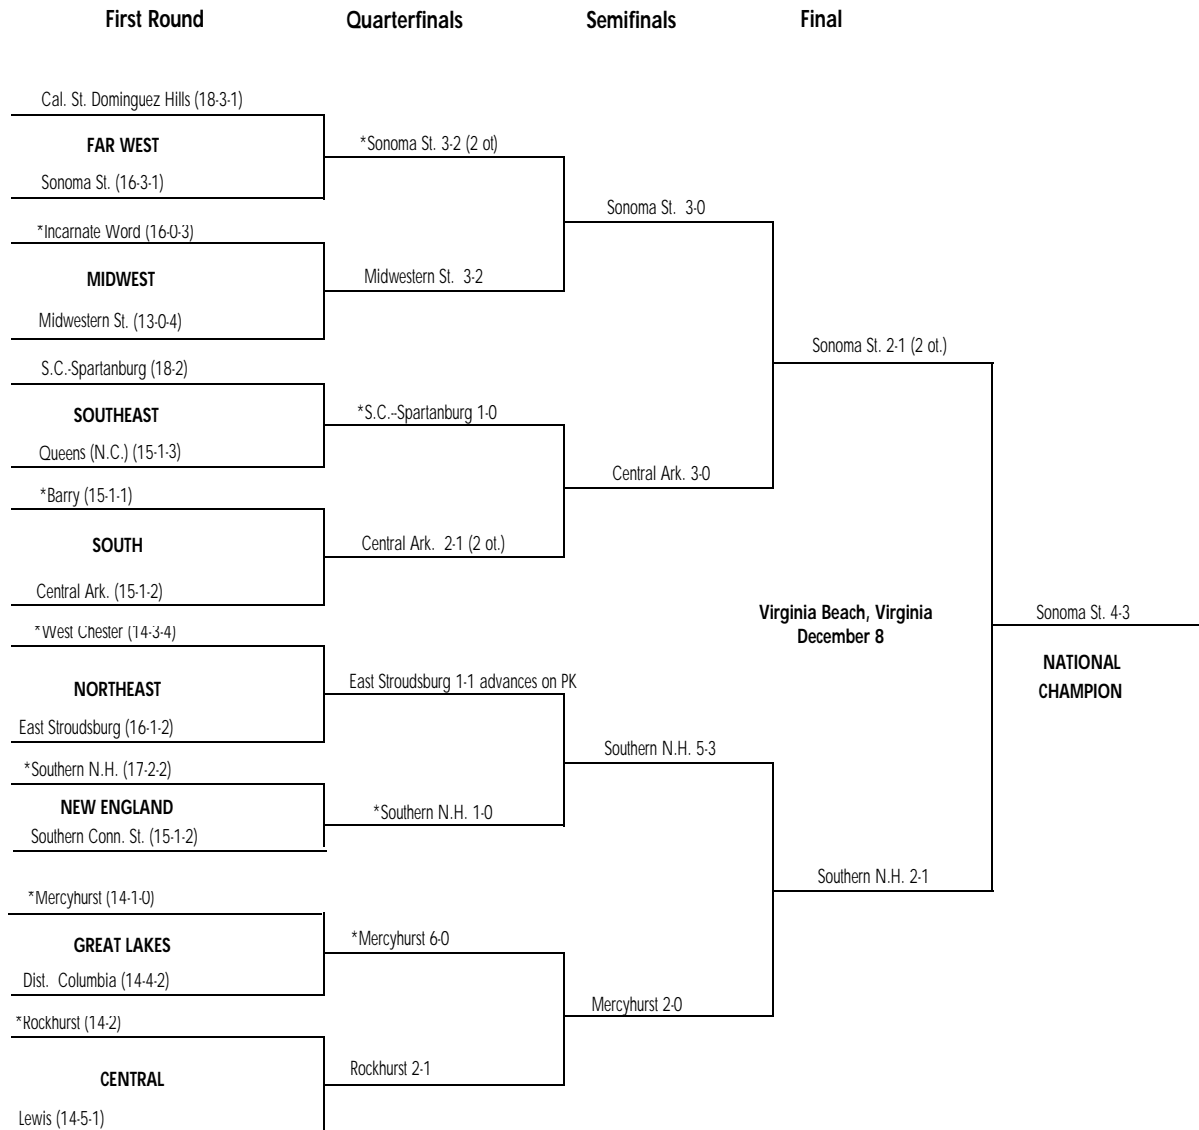 First Round
Quarterfinals
Semifinals
Final
Cal. St. Dominguez Hills (18-3-1)
FAR WEST
Sonoma St. (16-3-1)
*Incarnate Word (16-0-3)
MIDWEST
Midwestern St. (13-0-4)
S.C.-Spartanburg (18-2)
SOUTHEAST
Queens (N.C.) (15-1-3)
*Barry (15-1-1)
SOUTH
Central Ark. (15-1-2)
*West Chester (14-3-4)
NORTHEAST
East Stroudsburg (16-1-2)
*Southern N.H. (17-2-2)
NEW ENGLAND
Southern Conn. St. (15-1-2)
*Mercyhurst (14-1-0)
GREAT LAKES
Dist. Columbia (14-4-2)
*Rockhurst (14-2)
CENTRAL
Lewis (14-5-1)
*Sonoma St. 3-2 (2 ot)
Midwestern St. 3-2
*S.C.-Spartanburg 1-0
Central Ark. 2-1 (2 ot.)
East Stroudsburg 1-1 advances on PK
*Southern N.H. 1-0
*Mercyhurst 6-0
Rockhurst 2-1
Sonoma St. 3-0
Central Ark. 3-0
Southern N.H. 5-3
Mercyhurst 2-0
Sonoma St. 2-1 (2 ot.)
Southern N.H. 2-1
Virginia Beach, Virginia
December 8
Sonoma St. 4-3
NATIONAL
CHAMPION